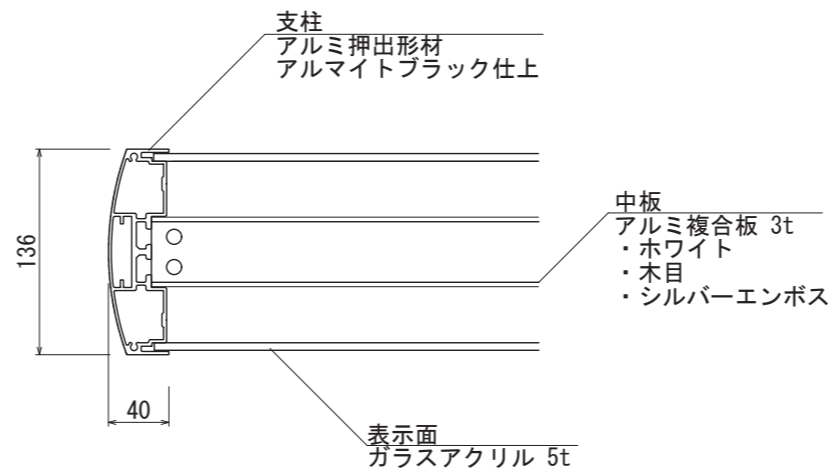 支柱
アルミ押出形材
アルマイトブラック仕上
136
中板
アルミ複合板 3t
・ホワイト
・木目
・シルバーエンボス
40
表示面
ガラスアクリル 5t